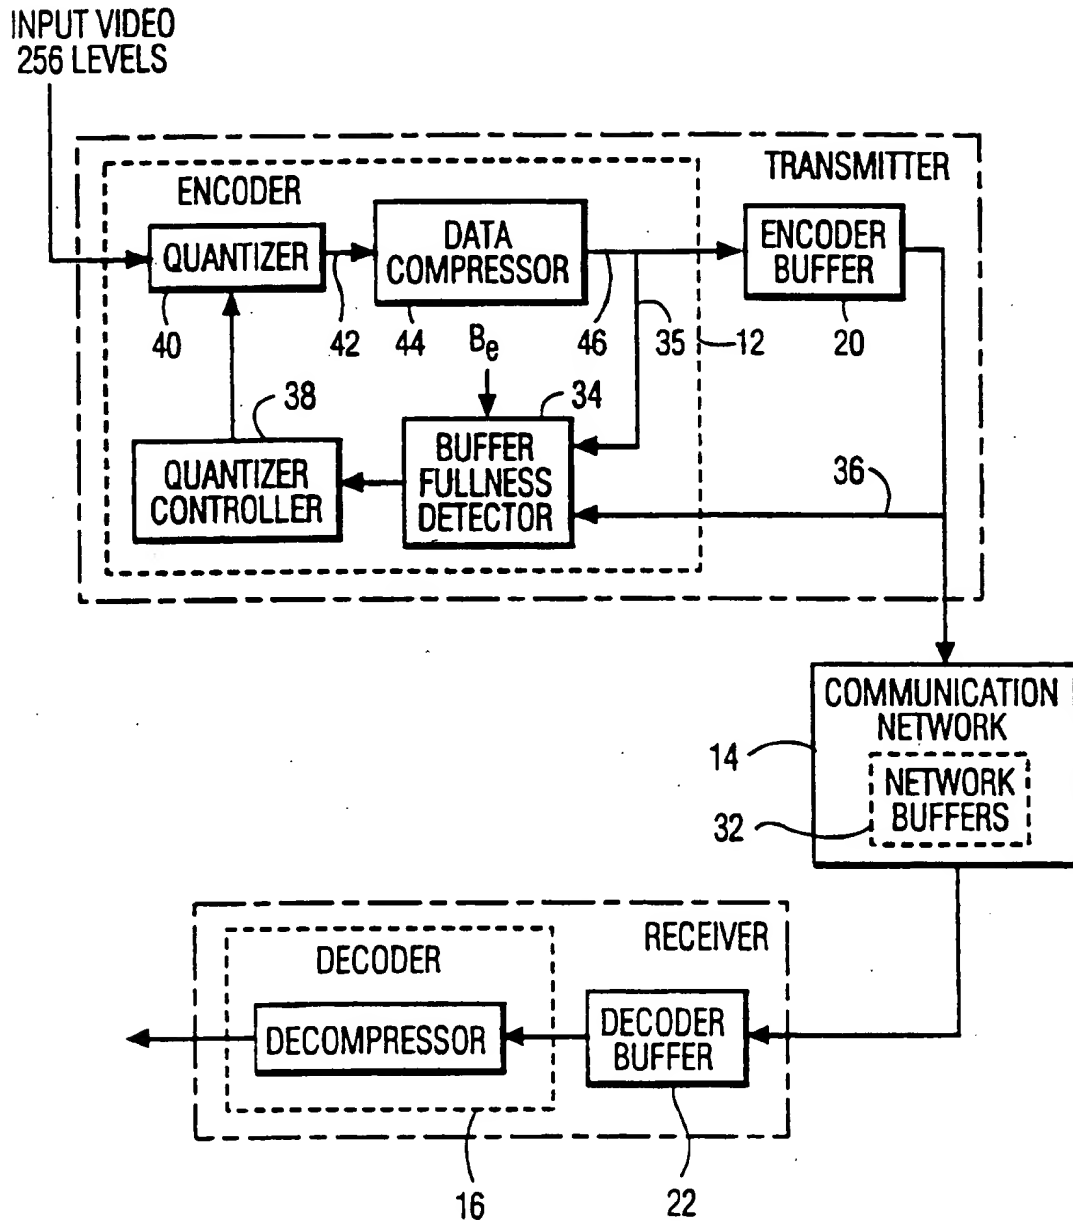 INPUT VIDEO
256 LEVELS
TRANSMITTER
ENCODER
QUANTIZER
DATA
COMPRESSOR
ENCODER
BUFFER
40
42
44
Be
46
35
12
20
38
34
QUANTIZER
CONTROLLER
BUFFER
FULLNESS
DETECTOR
36
COMMUNICATION
NETWORK
14
NETWORK
BUFFERS
32
RECEIVER
DECODER
DECOMPRESSOR
DECODER
BUFFER
16
22